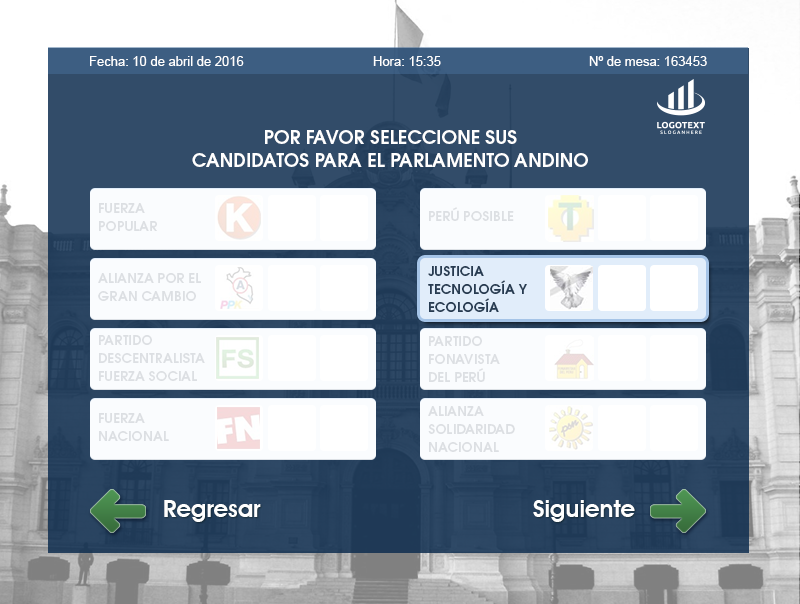 Fecha: 10 de abril de 2016 Hora: 15:35 Nº de mesa: 163453
LOGOTEXT
SLOGANHERE
POR FAVOR SELECCIONE SUS
CANDIDATOS PARA EL PARLAMENTO ANDINO
FUERZA
POPULAR
K
PERÚ POSIBLE
T
ALIANZA POR EL
GRAN CAMBIO
A
PPK
JUSTICIA
TECNOLOGÍA Y
ECOLOGÍA
PARTIDO
DESCENTRALISTA
FUERZA SOCIAL
FS
PARTIDO
FONAVISTA
DEL PERÚ
FUERZA
NACIONAL
FN
ALIANZA
SOLIDARIDAD
NACIONAL
Regresar
Siguiente